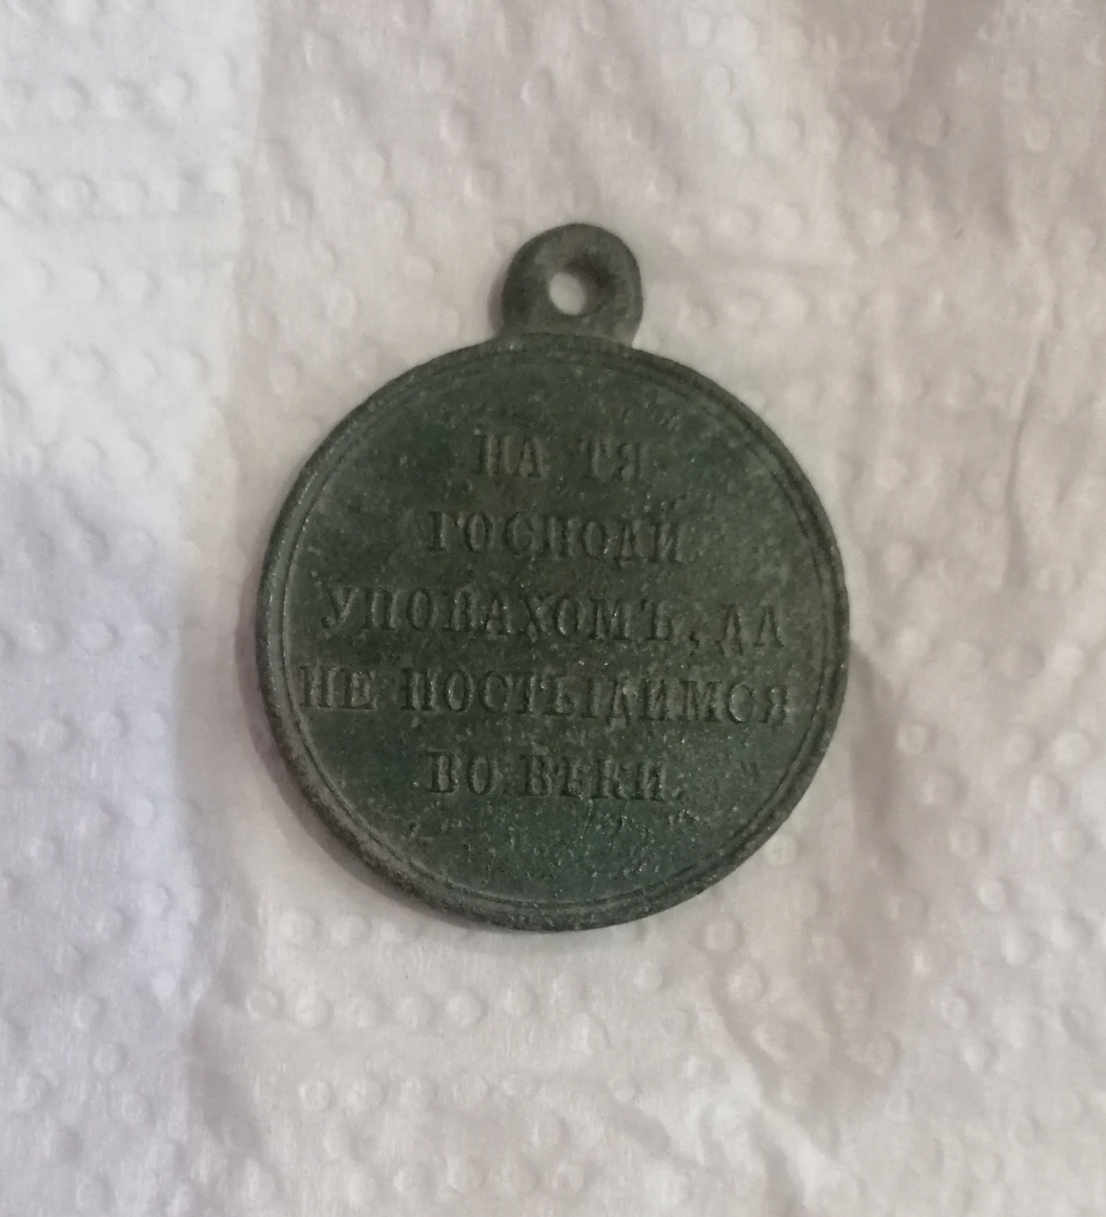 НА ТЯ
ГОСПОДИ
УПОВАХОМЪ, ДА
НЕ ПОСТЫДИМСЯ
ВО ВѢКИ.